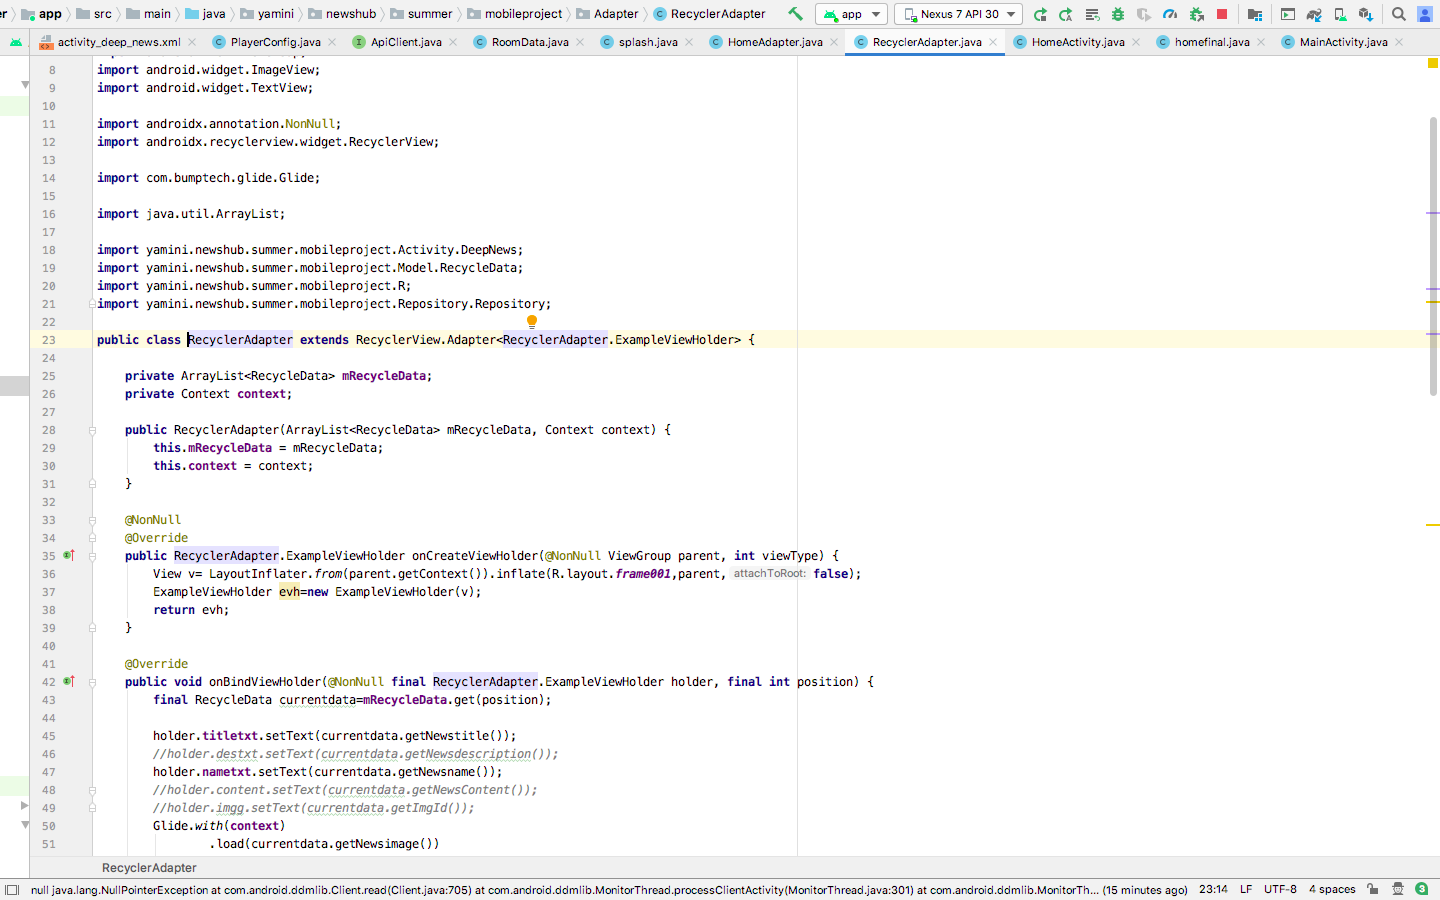 er app src main java yamini newshub summer mobileproject Adapter RecyclerAdapter app Nexus 7 API 30
activity_deep_news.xml PlayerConfig.java ApiClient.java RoomData.java splash.java HomeAdapter.java RecyclerAdapter.java HomeActivity.java homefinal.java MainActivity.java
8 import android.widget.ImageView;
9 import android.widget.TextView;
10
11 import androidx.annotation.NonNull;
12 import androidx.recyclerview.widget.RecyclerView;
13
14 import com.bumptech.glide.Glide;
15
16 import java.util.ArrayList;
17
18 import yamini.newshub.summer.mobileproject.Activity.DeepNews;
19 import yamini.newshub.summer.mobileproject.Model.RecycleData;
20 import yamini.newshub.summer.mobileproject.R;
21 import yamini.newshub.summer.mobileproject.Repository.Repository;
22
23 public class RecyclerAdapter extends RecyclerView.Adapter<RecyclerAdapter.ExampleViewHolder> {
24
25 private ArrayList<RecycleData> mRecycleData;
26 private Context context;
27
28 public RecyclerAdapter(ArrayList<RecycleData> mRecycleData, Context context) {
29 this.mRecycleData = mRecycleData;
30 this.context = context;
31 }
32
33 @NonNull
34 @Override
35 public RecyclerAdapter.ExampleViewHolder onCreateViewHolder(@NonNull ViewGroup parent, int viewType) {
36 View v= LayoutInflater.from(parent.getContext()).inflate(R.layout.frame001,parent, attachToRoot: false);
37 ExampleViewHolder evh=new ExampleViewHolder(v);
38 return evh;
39 }
40
41 @Override
42 public void onBindViewHolder(@NonNull final RecyclerAdapter.ExampleViewHolder holder, final int position) {
43 final RecycleData currentdata=mRecycleData.get(position);
44
45 holder.titletxt.setText(currentdata.getNewstitle());
46 //holder.destxt.setText(currentdata.getNewsdescription());
47 holder.nametxt.setText(currentdata.getNewsname());
48 //holder.content.setText(currentdata.getNewsContent());
49 //holder.imgg.setText(currentdata.getImgId());
50 Glide.with(context)
51 .load(currentdata.getNewsimage())
RecyclerAdapter
null java.lang.NullPointerException at com.android.ddmlib.Client.read(Client.java:705) at com.android.ddmlib.MonitorThread.processClientActivity(MonitorThread.java:301) at com.android.ddmlib.MonitorTh... (15 minutes ago) 23:14 LF UTF-8 4 spaces 3